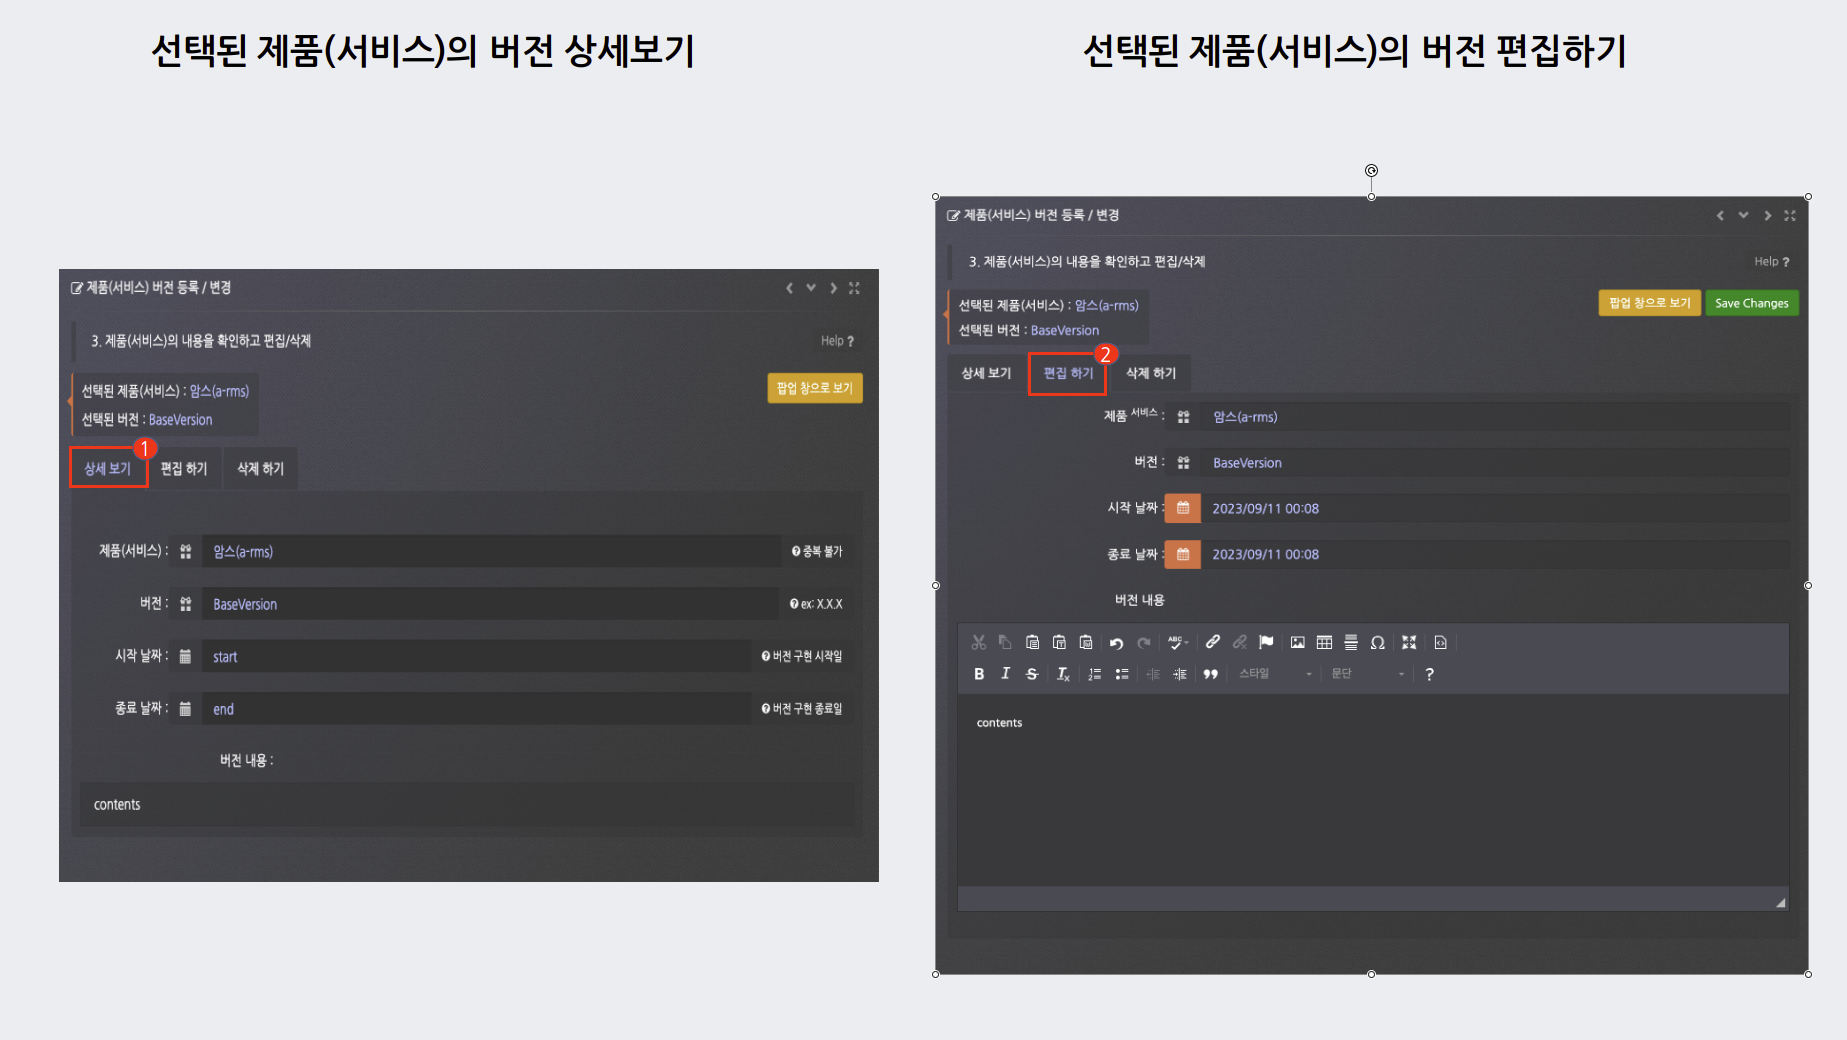 선택된 제품(서비스)의 버전 상세보기
제품(서비스) 버전 등록 / 변경
3. 제품(서비스)의 내용을 확인하고 편집/삭제
Help ?
선택된 제품(서비스) : 암스(a-rms)
선택된 버전 : BaseVersion
팝업 창으로 보기
1
상세 보기
편집 하기
삭제 하기
제품(서비스) : 암스(a-rms) 중복 불가
버전 : BaseVersion ex: X.X.X
시작 날짜 : start 버전 구현 시작일
종료 날짜 : end 버전 구현 종료일
버전 내용 :
contents
선택된 제품(서비스)의 버전 편집하기
제품(서비스) 버전 등록 / 변경
3. 제품(서비스)의 내용을 확인하고 편집/삭제
Help ?
선택된 제품(서비스) : 암스(a-rms)
선택된 버전 : BaseVersion
팝업 창으로 보기
Save Changes
2
상세 보기
편집 하기
삭제 하기
제품 서비스 : 암스(a-rms)
버전 : BaseVersion
시작 날짜 : 2023/09/11 00:08
종료 날짜 : 2023/09/11 00:08
버전 내용
스타일
문단
contents